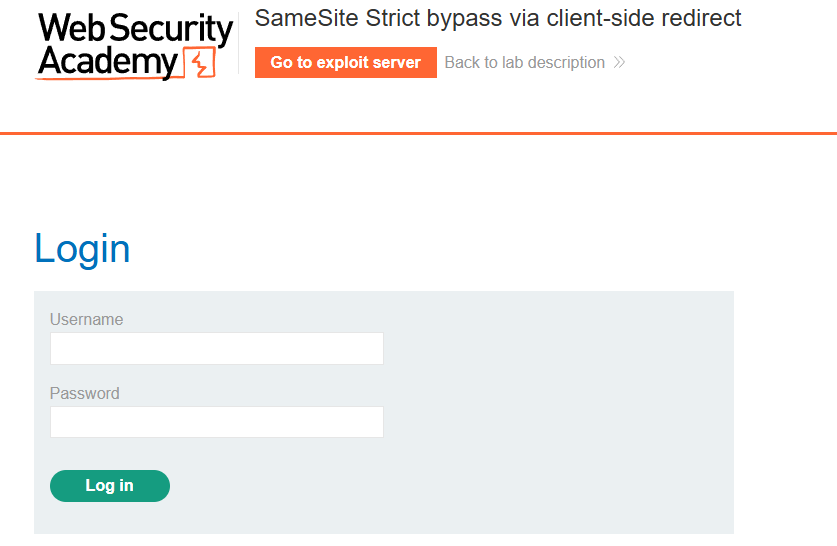 Web Security
Academy
SameSite Strict bypass via client-side redirect
Go to exploit server
Back to lab description
Login
Username
Password
Log in